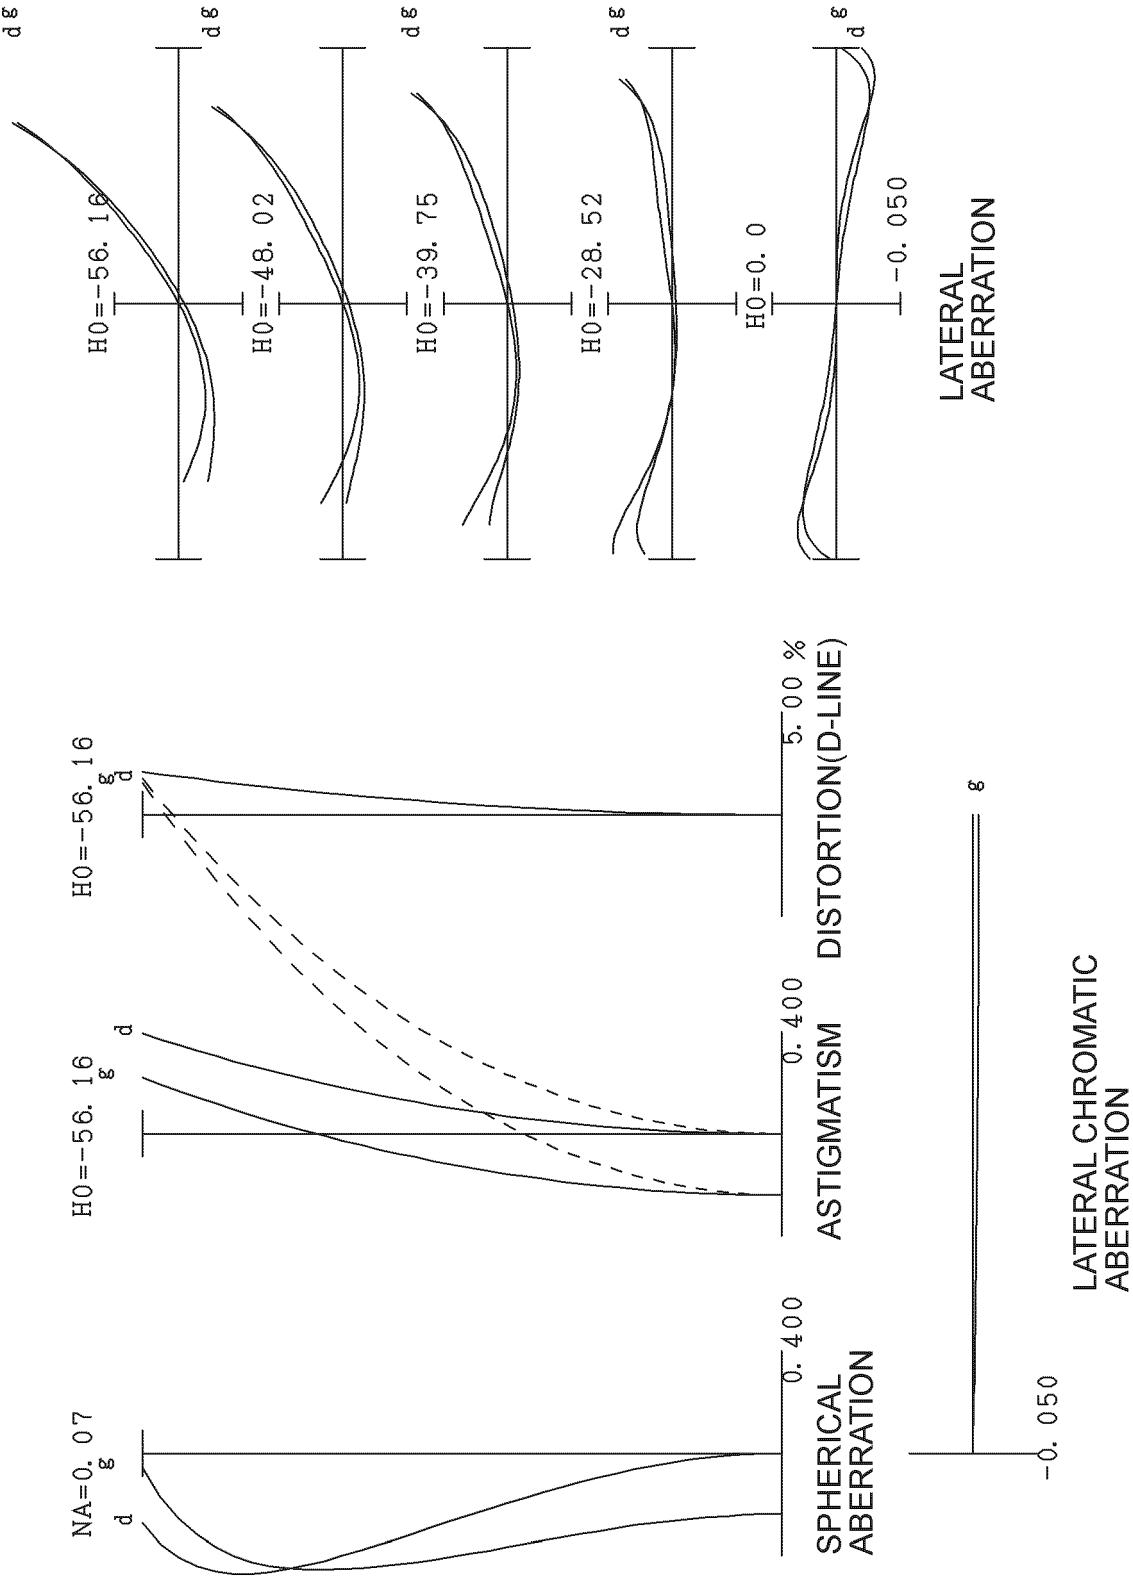 NA=0. 07
d
g
0. 400
SPHERICAL
ABERRATION
H0=-56. 16
g
d
0. 400
ASTIGMATISM
H0=-56. 16
g
d
5. 00 %
DISTORTION(D-LINE)
g
-0. 050
LATERAL CHROMATIC
ABERRATION
d g
H0=-56. 16
d g
H0=-48. 02
d g
H0=-39. 75
d g
H0=-28. 52
d g
H0=0. 0
-0. 050
LATERAL
ABERRATION